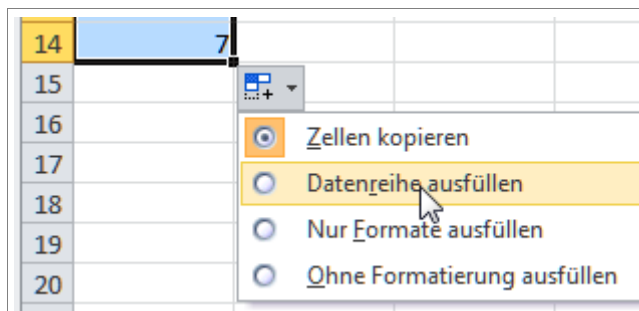 14 7
15
16
Zellen kopieren
17
Datenreihe ausfüllen
18
Nur Formate ausfüllen
19
Ohne Formatierung ausfüllen
20